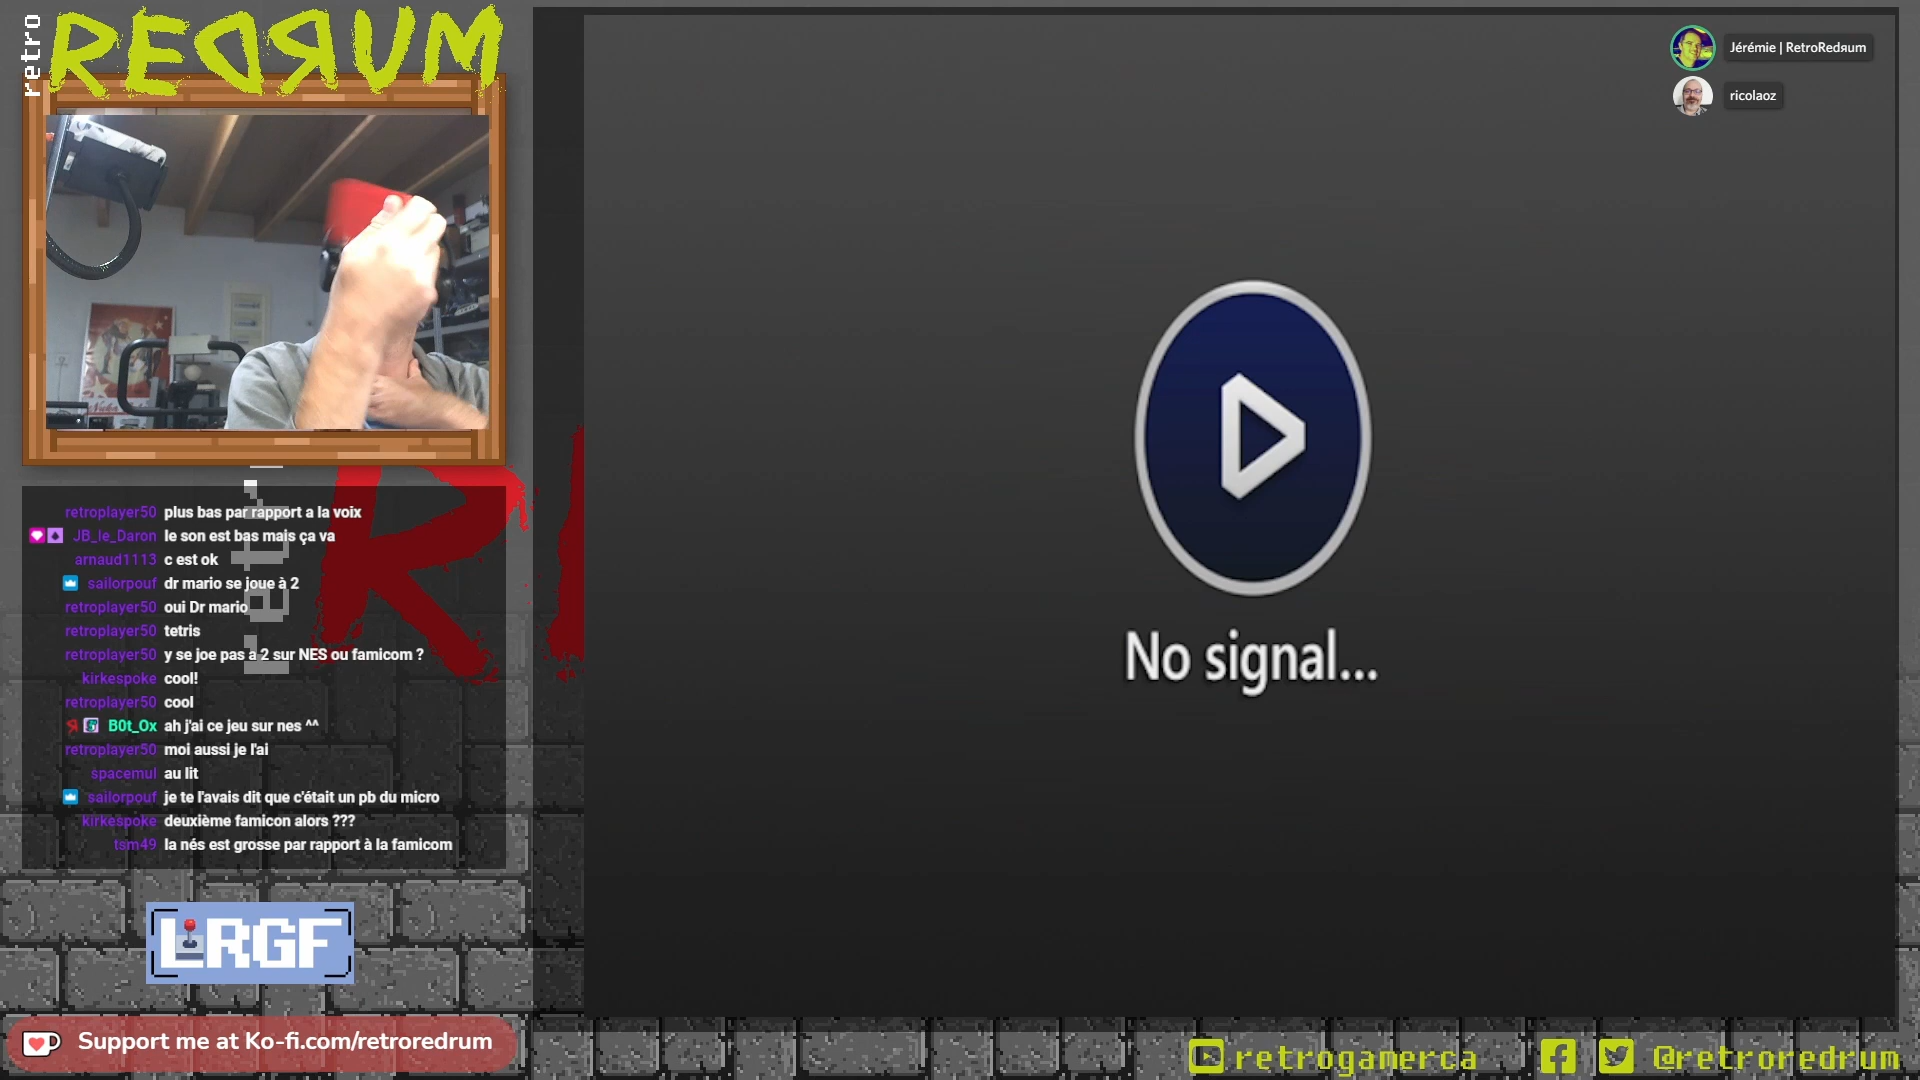 retro
REDRUM
Jérémie | RetroRedrum
ricolaoz
No signal...
retroplayer50 plus bas par rapport a la voix
JB_le_Daron le son est bas mais ça va
arnaud1113 c est ok
sailorpouf dr mario se joue à 2
retroplayer50 oui Dr mario
retroplayer50 tetris
retroplayer50 y se joe pas a 2 sur NES ou famicom ?
kirkespoke cool!
retroplayer50 cool
B0t_Ox ah j'ai ce jeu sur nes ^^
retroplayer50 moi aussi je l'ai
spacemul au lit
sailorpouf je te l'avais dit que c'était un pb du micro
kirkespoke deuxième famicon alors ???
tsm49 la nés est grosse par rapport à la famicom
LRGF
Support me at Ko-fi.com/retroredrum
retrogamerca
@retroredrum